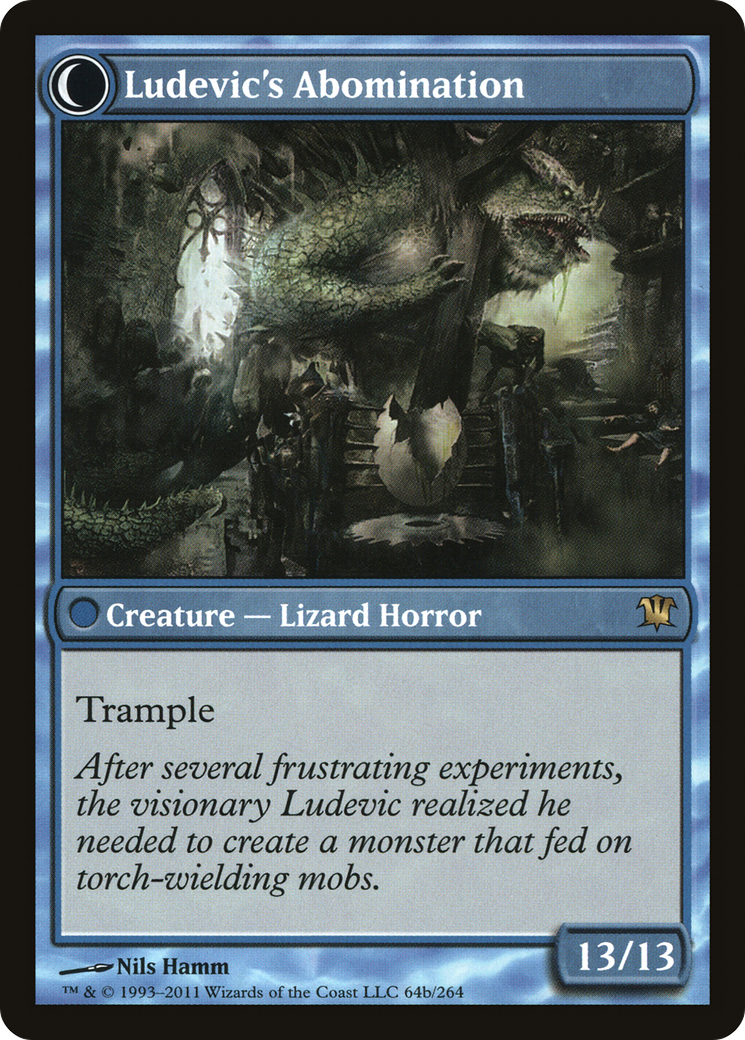 Ludevic's Abomination
Creature — Lizard Horror
Trample
After several frustrating experiments,
the visionary Ludevic realized he
needed to create a monster that fed on
torch-wielding mobs.
13/13
Nils Hamm
™ & © 1993–2011 Wizards of the Coast LLC 64b/264